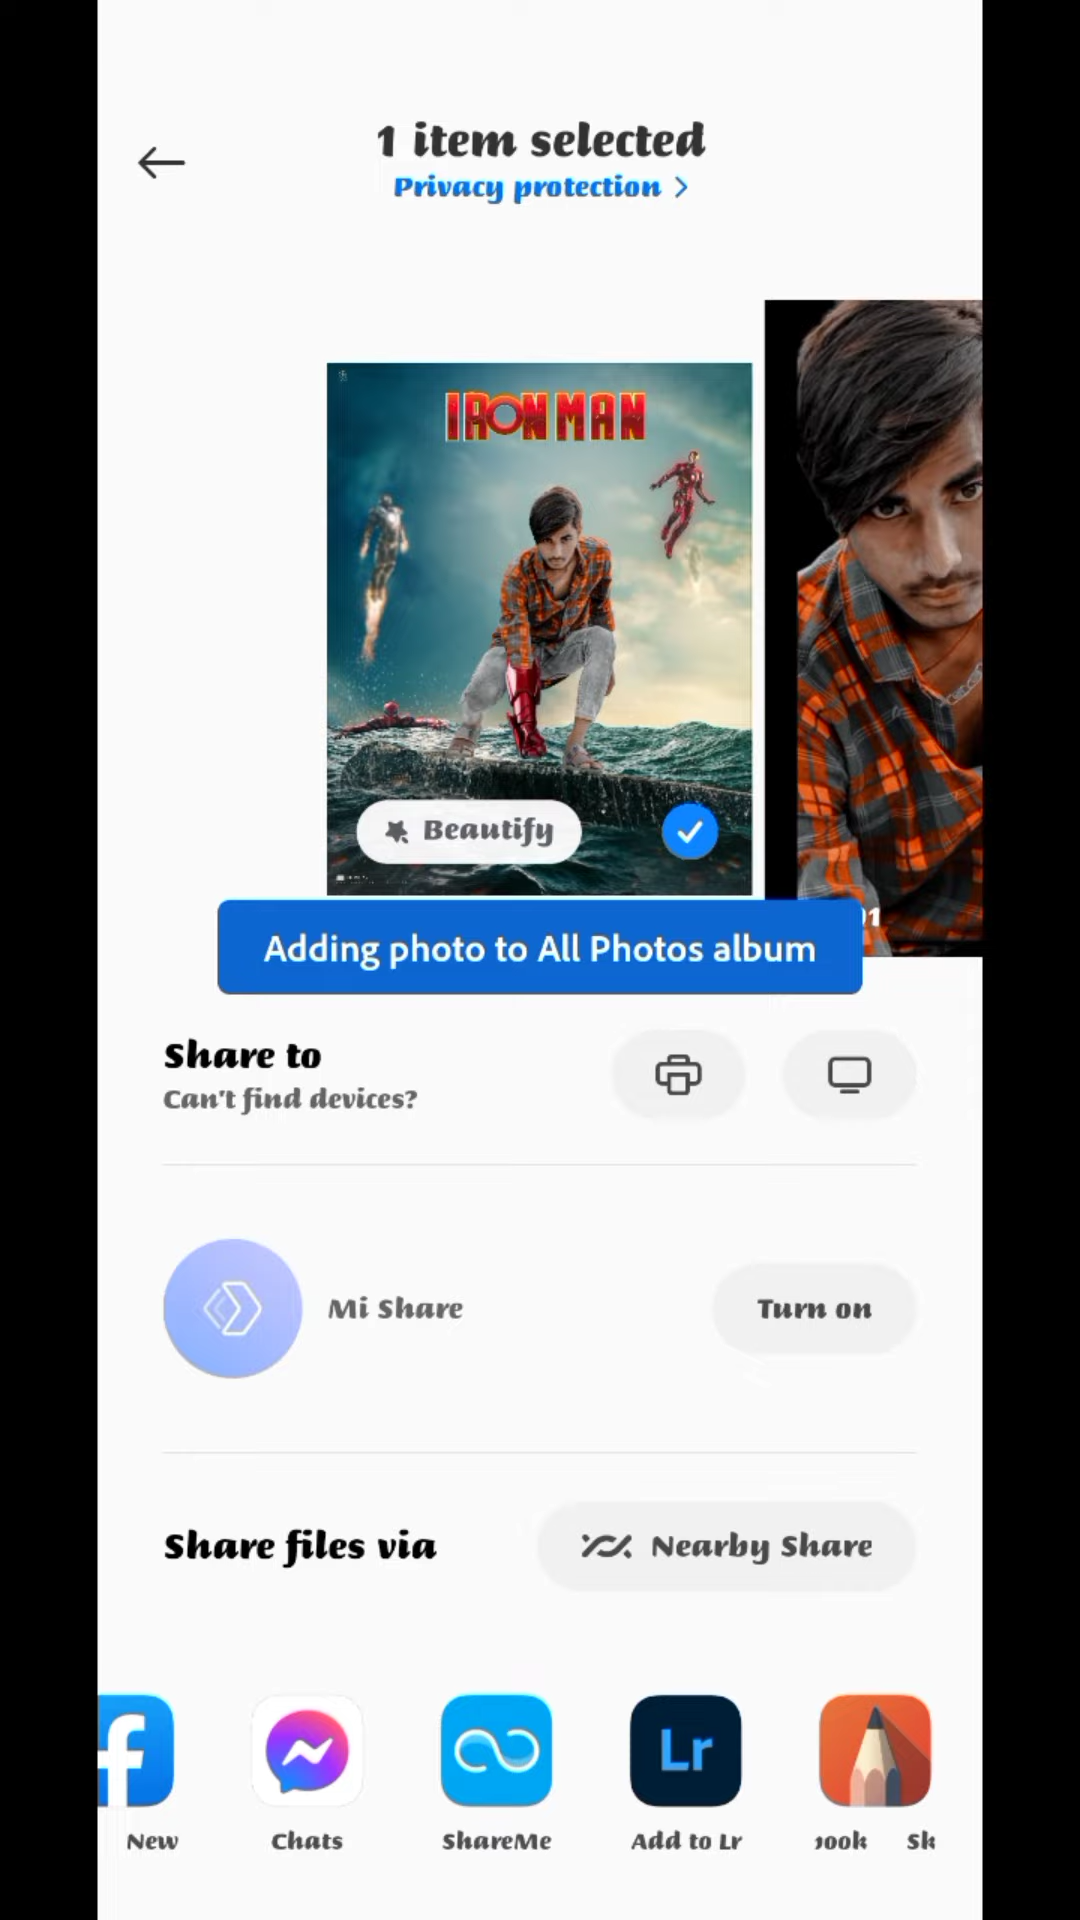 1 item selected
Privacy protection >
IRON MAN
Beautify
Adding photo to All Photos album
Share to
Can't find devices?
Mi Share
Turn on
Share files via
Nearby Share
New
Chats
ShareMe
Lr
Add to Lr
ook
Sk